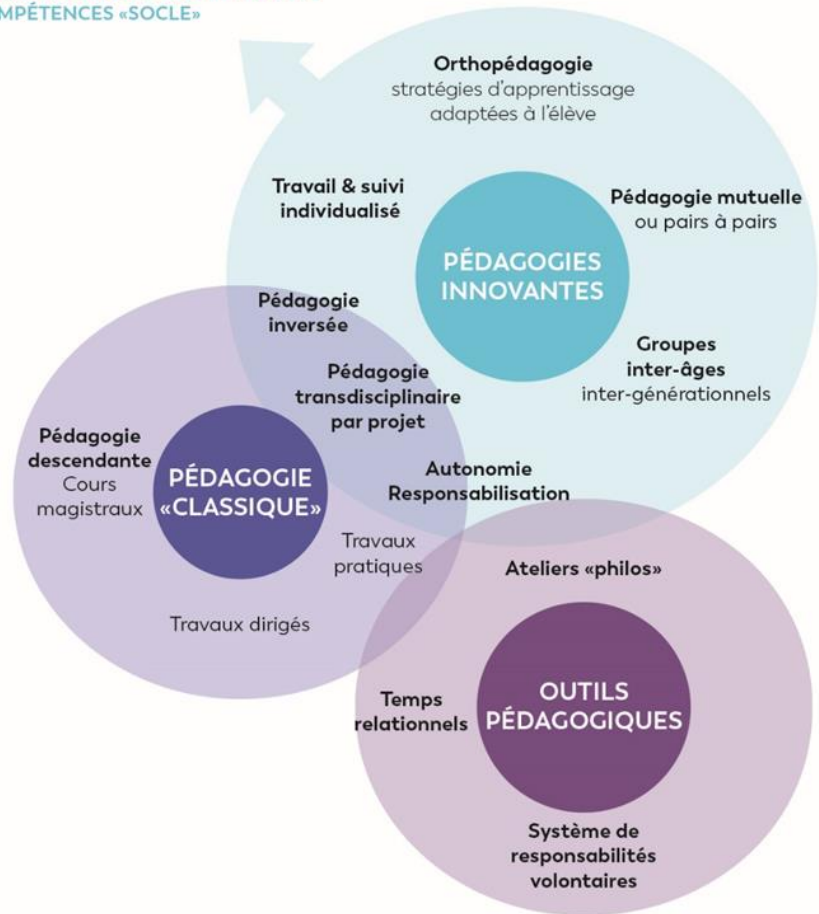 MPÉTENCES «SOCLE»
Orthopédagogie
stratégies d'apprentissage
adaptées à l'élève
Travail & suivi
individualisé
Pédagogie mutuelle
ou pairs à pairs
PÉDAGOGIES
INNOVANTES
Pédagogie
inversée
Groupes
inter-âges
inter-générationnels
Pédagogie
transdisciplinaire
par projet
Pédagogie
descendante
Cours
magistraux
PÉDAGOGIE
«CLASSIQUE»
Autonomie
Responsabilisation
Travaux
pratiques
Ateliers «philos»
Travaux dirigés
Temps
relationnels
OUTILS
PÉDAGOGIQUES
Système de
responsabilités
volontaires